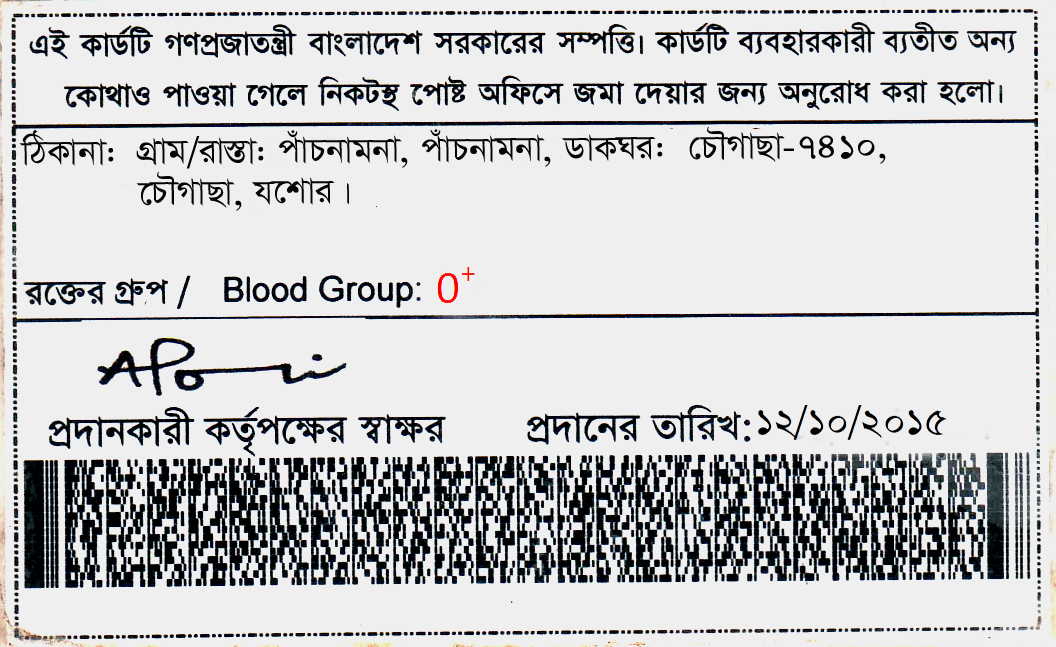 এই কার্ডটি গণপ্রজাতন্ত্রী বাংলাদেশ সরকারের সম্পত্তি। কার্ডটি ব্যবহারকারী ব্যতীত অন্য
কোথাও পাওয়া গেলে নিকটস্থ পোষ্ট অফিসে জমা দেয়ার জন্য অনুরোধ করা হলো।
ঠিকানা: গ্রাম/রাস্তা: পাঁচনামনা, পাঁচনামনা, ডাকঘর: চৌগাছা-৭৪১০,
চৌগাছা, যশোর।
রক্তের গ্রুপ / Blood Group: O+
প্রদানকারী কর্তৃপক্ষের স্বাক্ষর প্রদানের তারিখ:১২/১০/২০১৫